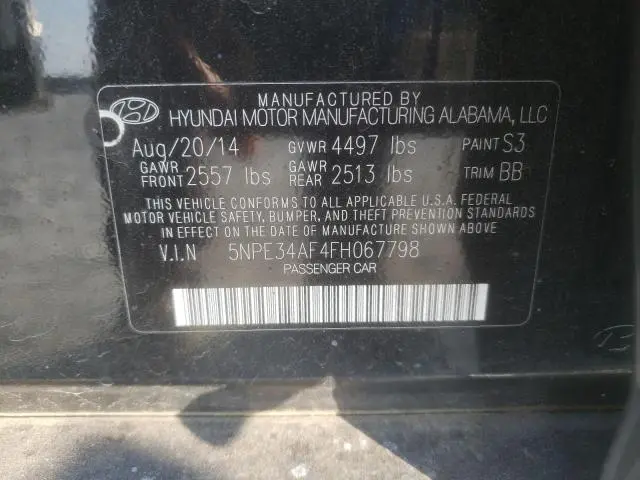 MANUFACTURED BY
HYUNDAI MOTOR MANUFACTURING ALABAMA, LLC
Aug/20/14 GVWR 4497 lbs PAINT S3
GAWR FRONT 2557 lbs GAWR REAR 2513 lbs TRIM BB
THIS VEHICLE CONFORMS TO ALL APPLICABLE U.S.A. FEDERAL
MOTOR VEHICLE SAFETY, BUMPER, AND THEFT PREVENTION STANDARDS
IN EFFECT ON THE DATE OF MANUFACTURE SHOWN ABOVE
V.I.N 5NPE34AF4FH067798
PASSENGER CAR